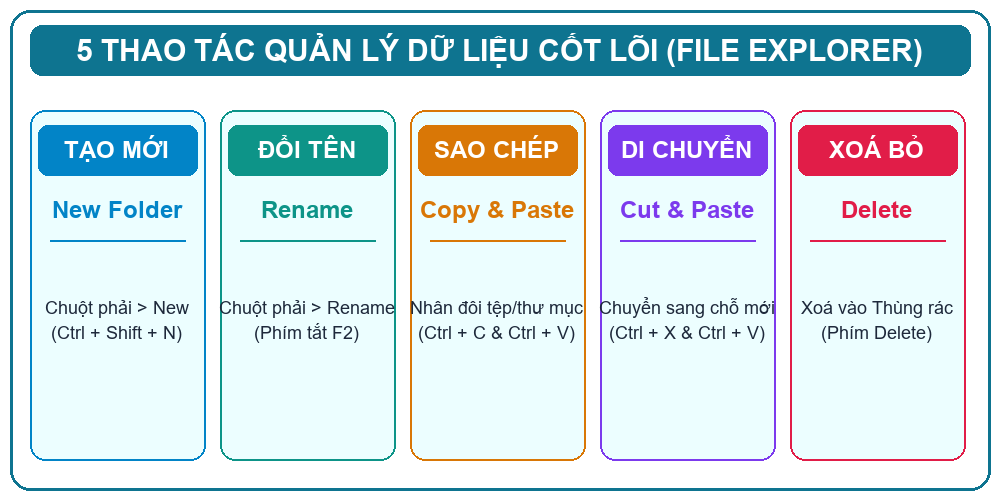 5 THAO TÁC QUẢN LÝ DỮ LIỆU CỐT LÕI (FILE EXPLORER)
TẠO MỚI
New Folder
Chuột phải > New
(Ctrl + Shift + N)
ĐỔI TÊN
Rename
Chuột phải > Rename
(Phím tắt F2)
SAO CHÉP
Copy & Paste
Nhân đôi tệp/thư mục
(Ctrl + C & Ctrl + V)
DI CHUYỂN
Cut & Paste
Chuyển sang chỗ mới
(Ctrl + X & Ctrl + V)
XOÁ BỎ
Delete
Xoá vào Thùng rác
(Phím Delete)